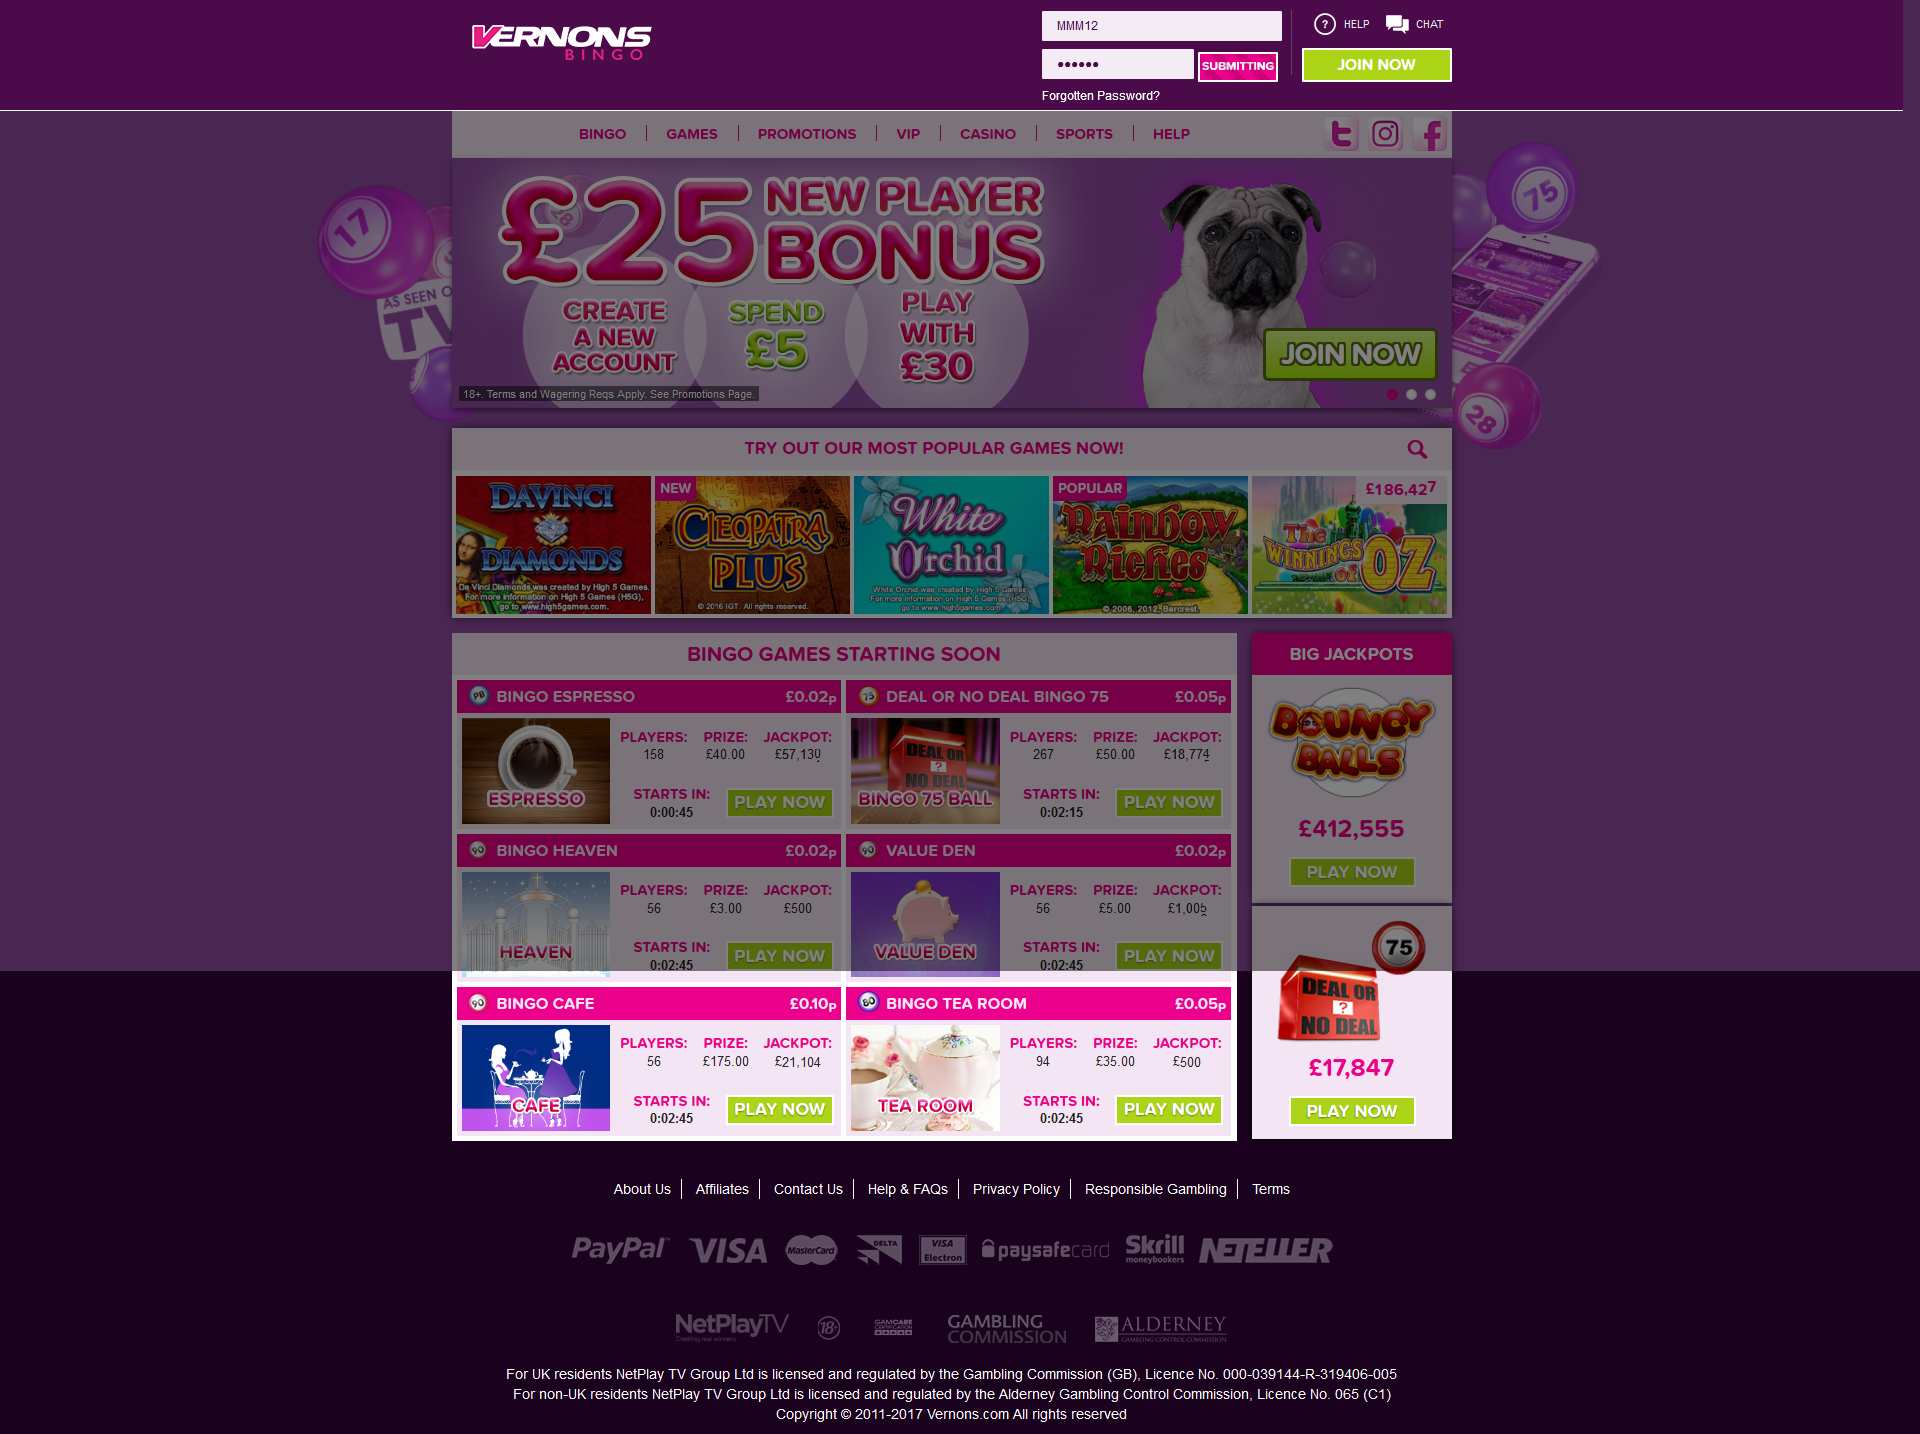 VERNONS
BINGO
MMM12
••••••
SUBMITTING
Forgotten Password?
HELP
CHAT
JOIN NOW
BINGO
GAMES
PROMOTIONS
VIP
CASINO
SPORTS
HELP
17
AS SEEN
TV
28
£25 NEW PLAYER
BONUS
CREATE
A NEW
ACCOUNT
SPEND
£5
PLAY
WITH
£30
JOIN NOW
18+. Terms and Wagering Reqs Apply. See Promotions Page.
75
28
TRY OUT OUR MOST POPULAR GAMES NOW!
DAVINCI
DIAMONDS
Da Vinci Diamonds was created by High 5 Games.
For more information on High 5 Games (H5G),
go to www.high5games.com.
NEW
CLEOPATRA
PLUS
© 2016 IGT. All rights reserved.
White
Orchid
White Orchid was created by High 5 Games.
For more information on High 5 Games (H5G),
go to www.high5games.com
POPULAR
Rainbow
Riches
© 2006, 2012, Barcrest.
£186,427
The
WINNINGS
of OZ
BINGO GAMES STARTING SOON
BINGO ESPRESSO £0.02p
ESPRESSO
PLAYERS: PRIZE: JACKPOT:
158 £40.00 £57,130
STARTS IN:
0:00:45
PLAY NOW
75 DEAL OR NO DEAL BINGO 75 £0.05p
DEAL OR
?
NO DEAL
BINGO 75 BALL
PLAYERS: PRIZE: JACKPOT:
267 £50.00 £18,774
STARTS IN:
0:02:15
PLAY NOW
90 BINGO HEAVEN £0.02p
HEAVEN
PLAYERS: PRIZE: JACKPOT:
56 £3.00 £500
STARTS IN:
0:02:45
PLAY NOW
90 VALUE DEN £0.02p
VALUE DEN
PLAYERS: PRIZE: JACKPOT:
56 £5.00 £1,005
STARTS IN:
0:02:45
PLAY NOW
90 BINGO CAFE £0.10p
CAFE
PLAYERS: PRIZE: JACKPOT:
56 £175.00 £21,104
STARTS IN:
0:02:45
PLAY NOW
80 BINGO TEA ROOM £0.05p
TEA ROOM
PLAYERS: PRIZE: JACKPOT:
94 £35.00 £500
STARTS IN:
0:02:45
PLAY NOW
BIG JACKPOTS
BOUNCY
BALLS
£412,555
PLAY NOW
75
DEAL OR
?
NO DEAL
£17,847
PLAY NOW
About Us
Affiliates
Contact Us
Help & FAQs
Privacy Policy
Responsible Gambling
Terms
PayPal
VISA
MasterCard
DELTA
VISA
Electron
paysafecard
Skrill
moneybookers
NETELLER
NetPlayTV
Creating real winners
18+
GAMCARE
CERTIFICATION
GAMBLING
COMMISSION
ALDERNEY
GAMBLING CONTROL COMMISSION
For UK residents NetPlay TV Group Ltd is licensed and regulated by the Gambling Commission (GB), Licence No. 000-039144-R-319406-005
For non-UK residents NetPlay TV Group Ltd is licensed and regulated by the Alderney Gambling Control Commission, Licence No. 065 (C1)
Copyright © 2011-2017 Vernons.com All rights reserved